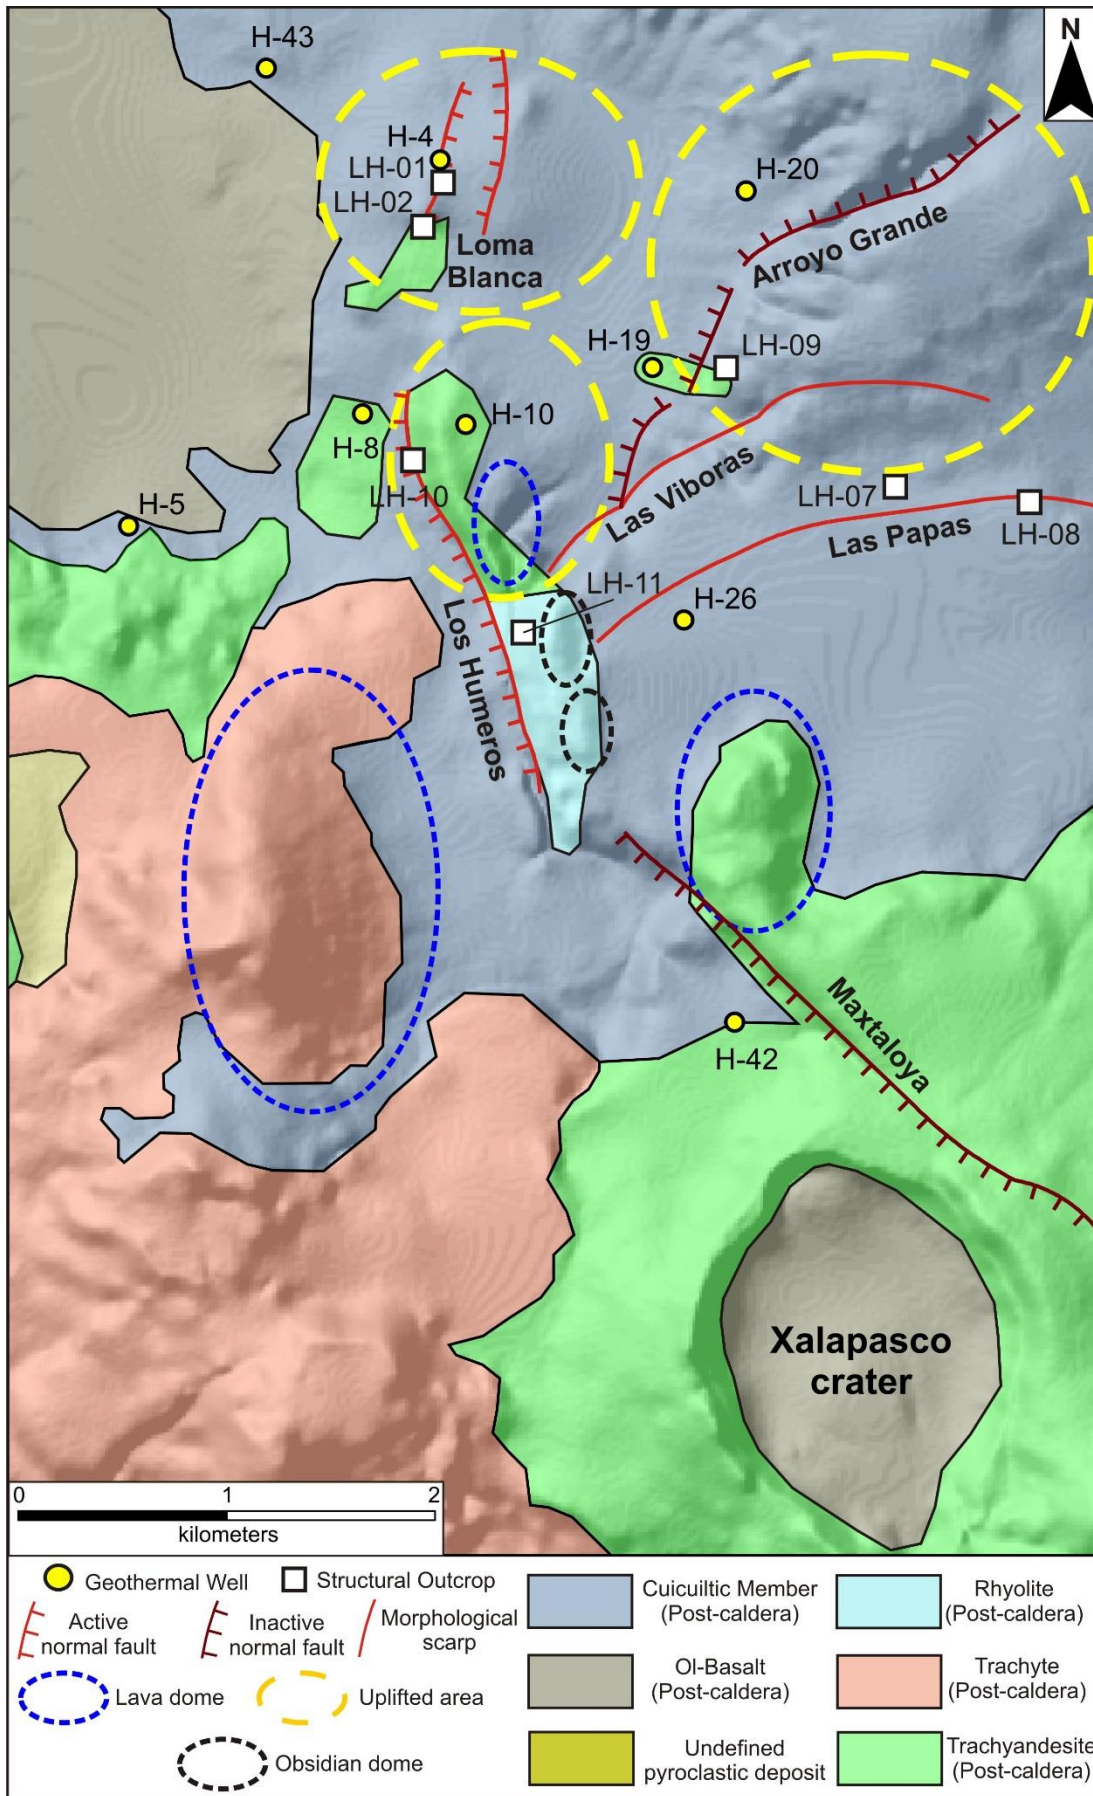 N
H-43
H-4
LH-01
LH-02
Loma
Blanca
H-20
Arroyo Grande
H-19
LH-09
H-10
H-8
LH-10
H-5
Las Viboras
LH-07
Las Papas
LH-08
LH-11
H-26
Los Humeros
Maxtaloya
H-42
Xalapasco
crater
0 1 2
kilometers
Geothermal Well
Structural Outcrop
Active
normal fault
Inactive
normal fault
Morphological
scarp
Lava dome
Uplifted area
Obsidian dome
Cuicuiltic Member
(Post-caldera)
Rhyolite
(Post-caldera)
Ol-Basalt
(Post-caldera)
Trachyte
(Post-caldera)
Undefined
pyroclastic deposit
Trachyandesite
(Post-caldera)